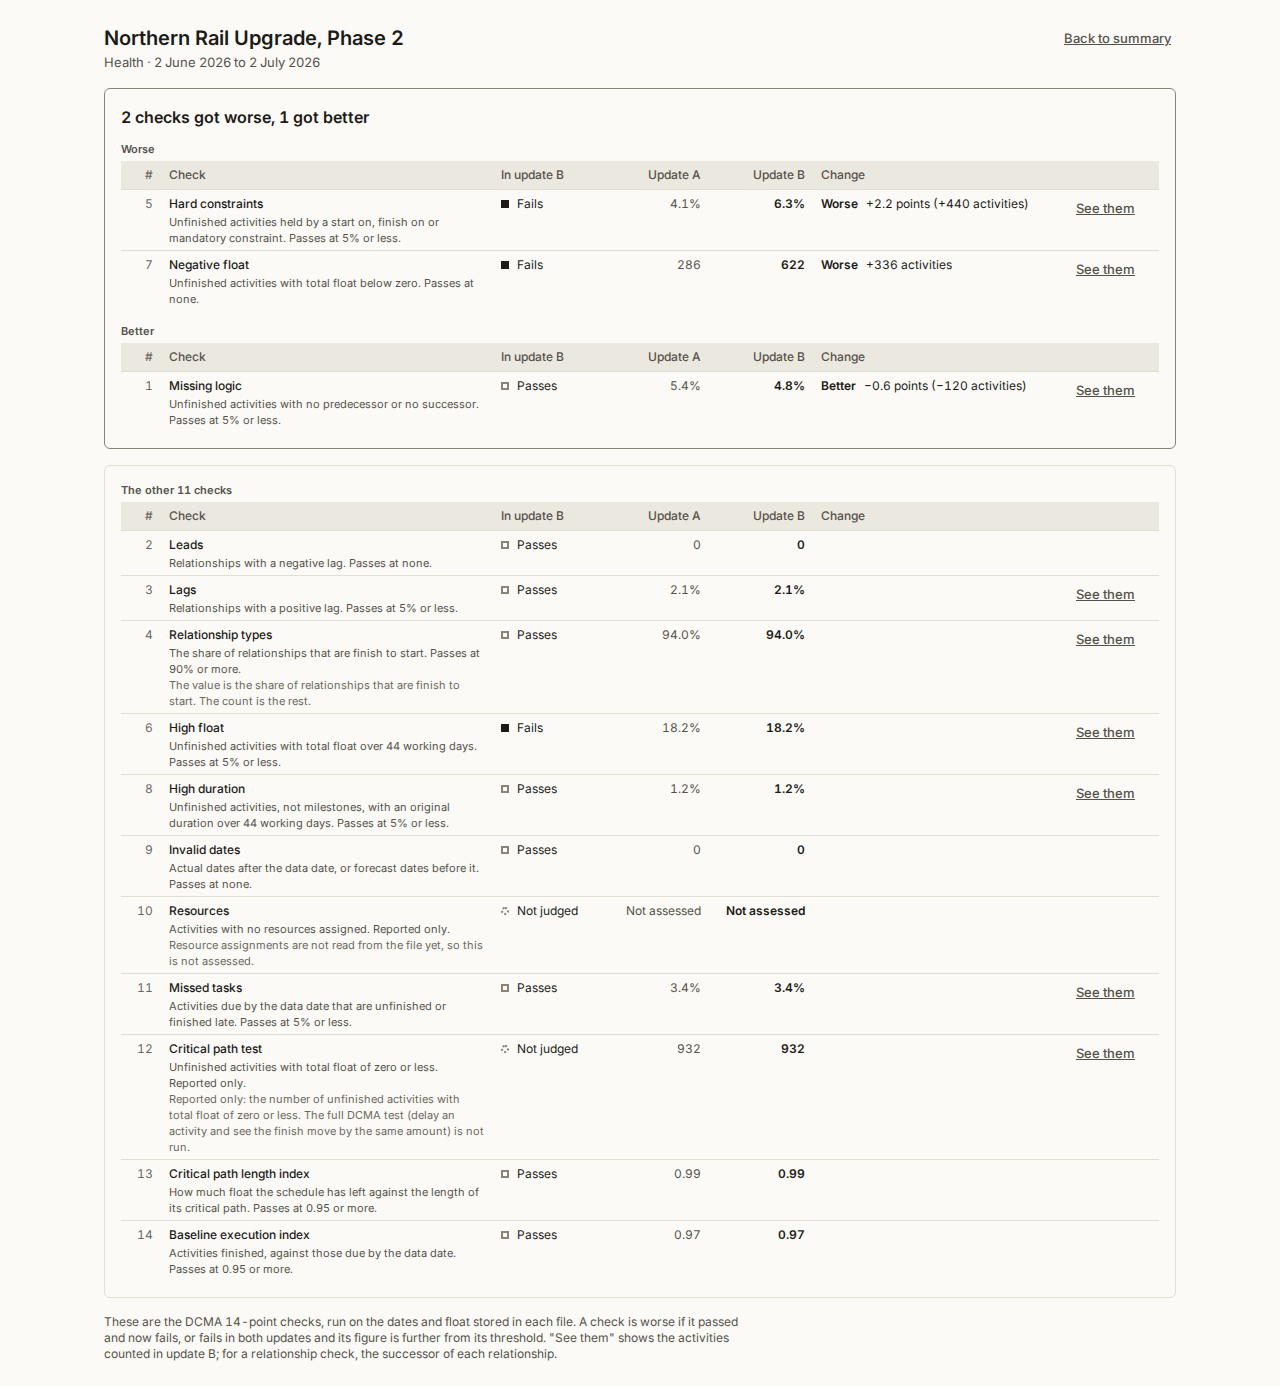 Northern Rail Upgrade, Phase 2
Back to summary
Health · 2 June 2026 to 2 July 2026
2 checks got worse, 1 got better
Worse
# Check In update B Update A Update B Change
5 Hard constraints Fails 4.1% 6.3% Worse +2.2 points (+440 activities) See them
Unfinished activities held by a start on, finish on or
mandatory constraint. Passes at 5% or less.
7 Negative float Fails 286 622 Worse +336 activities See them
Unfinished activities with total float below zero. Passes at
none.
Better
# Check In update B Update A Update B Change
1 Missing logic Passes 5.4% 4.8% Better −0.6 points (−120 activities) See them
Unfinished activities with no predecessor or no successor.
Passes at 5% or less.
The other 11 checks
# Check In update B Update A Update B Change
2 Leads Passes 0 0
Relationships with a negative lag. Passes at none.
3 Lags Passes 2.1% 2.1% See them
Relationships with a positive lag. Passes at 5% or less.
4 Relationship types Passes 94.0% 94.0% See them
The share of relationships that are finish to start. Passes at
90% or more.
The value is the share of relationships that are finish to
start. The count is the rest.
6 High float Fails 18.2% 18.2% See them
Unfinished activities with total float over 44 working days.
Passes at 5% or less.
8 High duration Passes 1.2% 1.2% See them
Unfinished activities, not milestones, with an original
duration over 44 working days. Passes at 5% or less.
9 Invalid dates Passes 0 0
Actual dates after the data date, or forecast dates before it.
Passes at none.
10 Resources Not judged Not assessed Not assessed
Activities with no resources assigned. Reported only.
Resource assignments are not read from the file yet, so this
is not assessed.
11 Missed tasks Passes 3.4% 3.4% See them
Activities due by the data date that are unfinished or
finished late. Passes at 5% or less.
12 Critical path test Not judged 932 932 See them
Unfinished activities with total float of zero or less.
Reported only.
Reported only: the number of unfinished activities with
total float of zero or less. The full DCMA test (delay an
activity and see the finish move by the same amount) is not
run.
13 Critical path length index Passes 0.99 0.99
How much float the schedule has left against the length of
its critical path. Passes at 0.95 or more.
14 Baseline execution index Passes 0.97 0.97
Activities finished, against those due by the data date.
Passes at 0.95 or more.
These are the DCMA 14-point checks, run on the dates and float stored in each file. A check is worse if it passed
and now fails, or fails in both updates and its figure is further from its threshold. "See them" shows the activities
counted in update B; for a relationship check, the successor of each relationship.